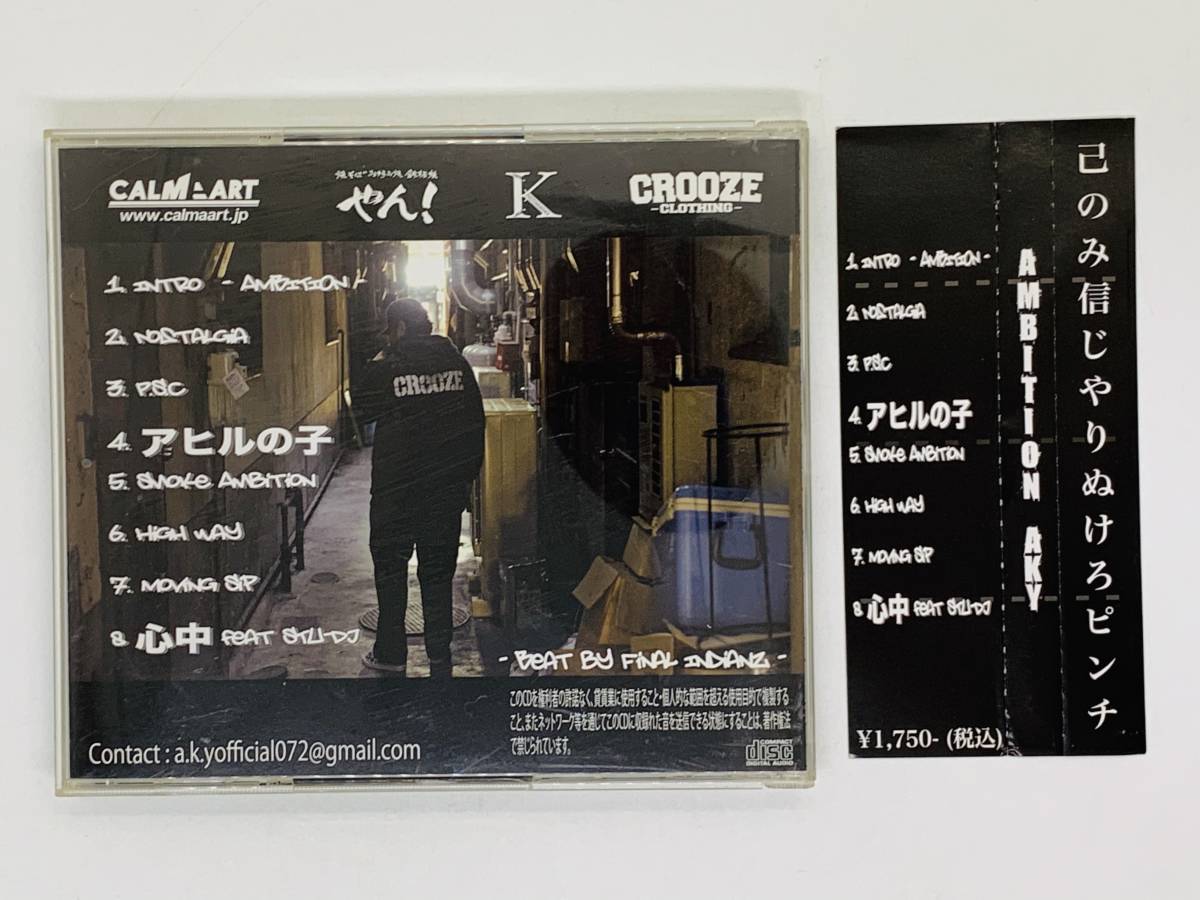 CALMAART
www.calmaart.jp
やん!
K
CROOZE
-CLOTHING-
1. INTRO - AMBITION -
2. NOSTALGIA
3. P.S.C
4. アヒルの子
5. SMOKE AMBITION
6. HIGH WAY
7. MOVING SIP
8. 心中 FEAT STLI-DJ
CROOZE
- BEAT BY FINAL INDIANZ -
このCDを権利者の許諾なく、賃貸業に使用すること・個人的な範囲を超える使用目的で複製する
こと、またネットワーク等を通じてこのCDに収録された音を送信できる状態にすることは、著作権法
で禁じられています。
Contact : a.k.yofficial072@gmail.com
COMPACT
disc
DIGITAL AUDIO
1. INTRO - AMBITION -
2. NOSTALGIA
3. P.S.C
4. アヒルの子
5. SMOKE AMBITION
6. HIGH WAY
7. MOVING SIP
8. 心中 FEAT STLI-DJ
¥1,750- (税込)
AMBITION AKY
己のみ信じやりぬけろピンチ